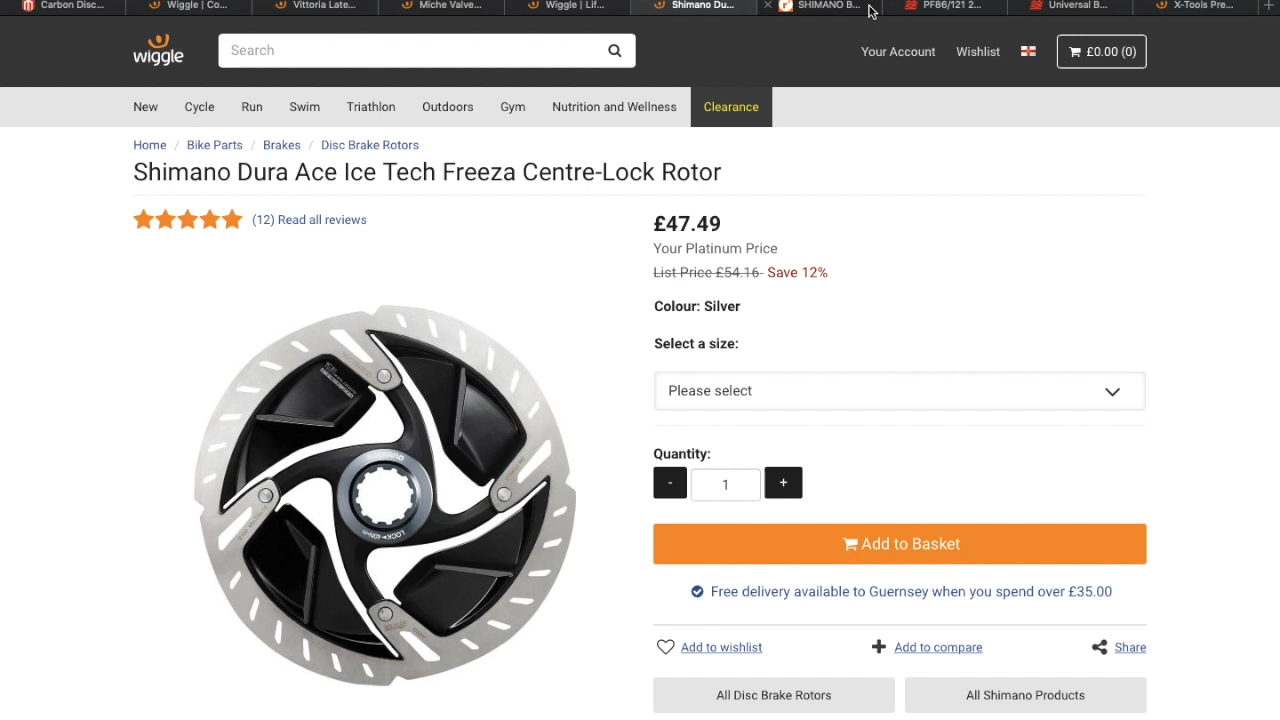 Carbon Disc...
Wiggle | Co...
Vittoria Late...
Miche Valve...
Wiggle | Lif...
Shimano Du...
SHIMANO B...
PF86/121 2...
Universal B...
X-Tools Pre...
wiggle
Search
Your Account
Wishlist
£0.00 (0)
New
Cycle
Run
Swim
Triathlon
Outdoors
Gym
Nutrition and Wellness
Clearance
Home / Bike Parts / Brakes / Disc Brake Rotors
Shimano Dura Ace Ice Tech Freeza Centre-Lock Rotor
(12) Read all reviews
£47.49
Your Platinum Price
List Price £54.16 Save 12%
Colour: Silver
Select a size:
Please select
Quantity:
- 1 +
Add to Basket
Free delivery available to Guernsey when you spend over £35.00
Add to wishlist
Add to compare
Share
All Disc Brake Rotors
All Shimano Products
SHIMANO
LOCK